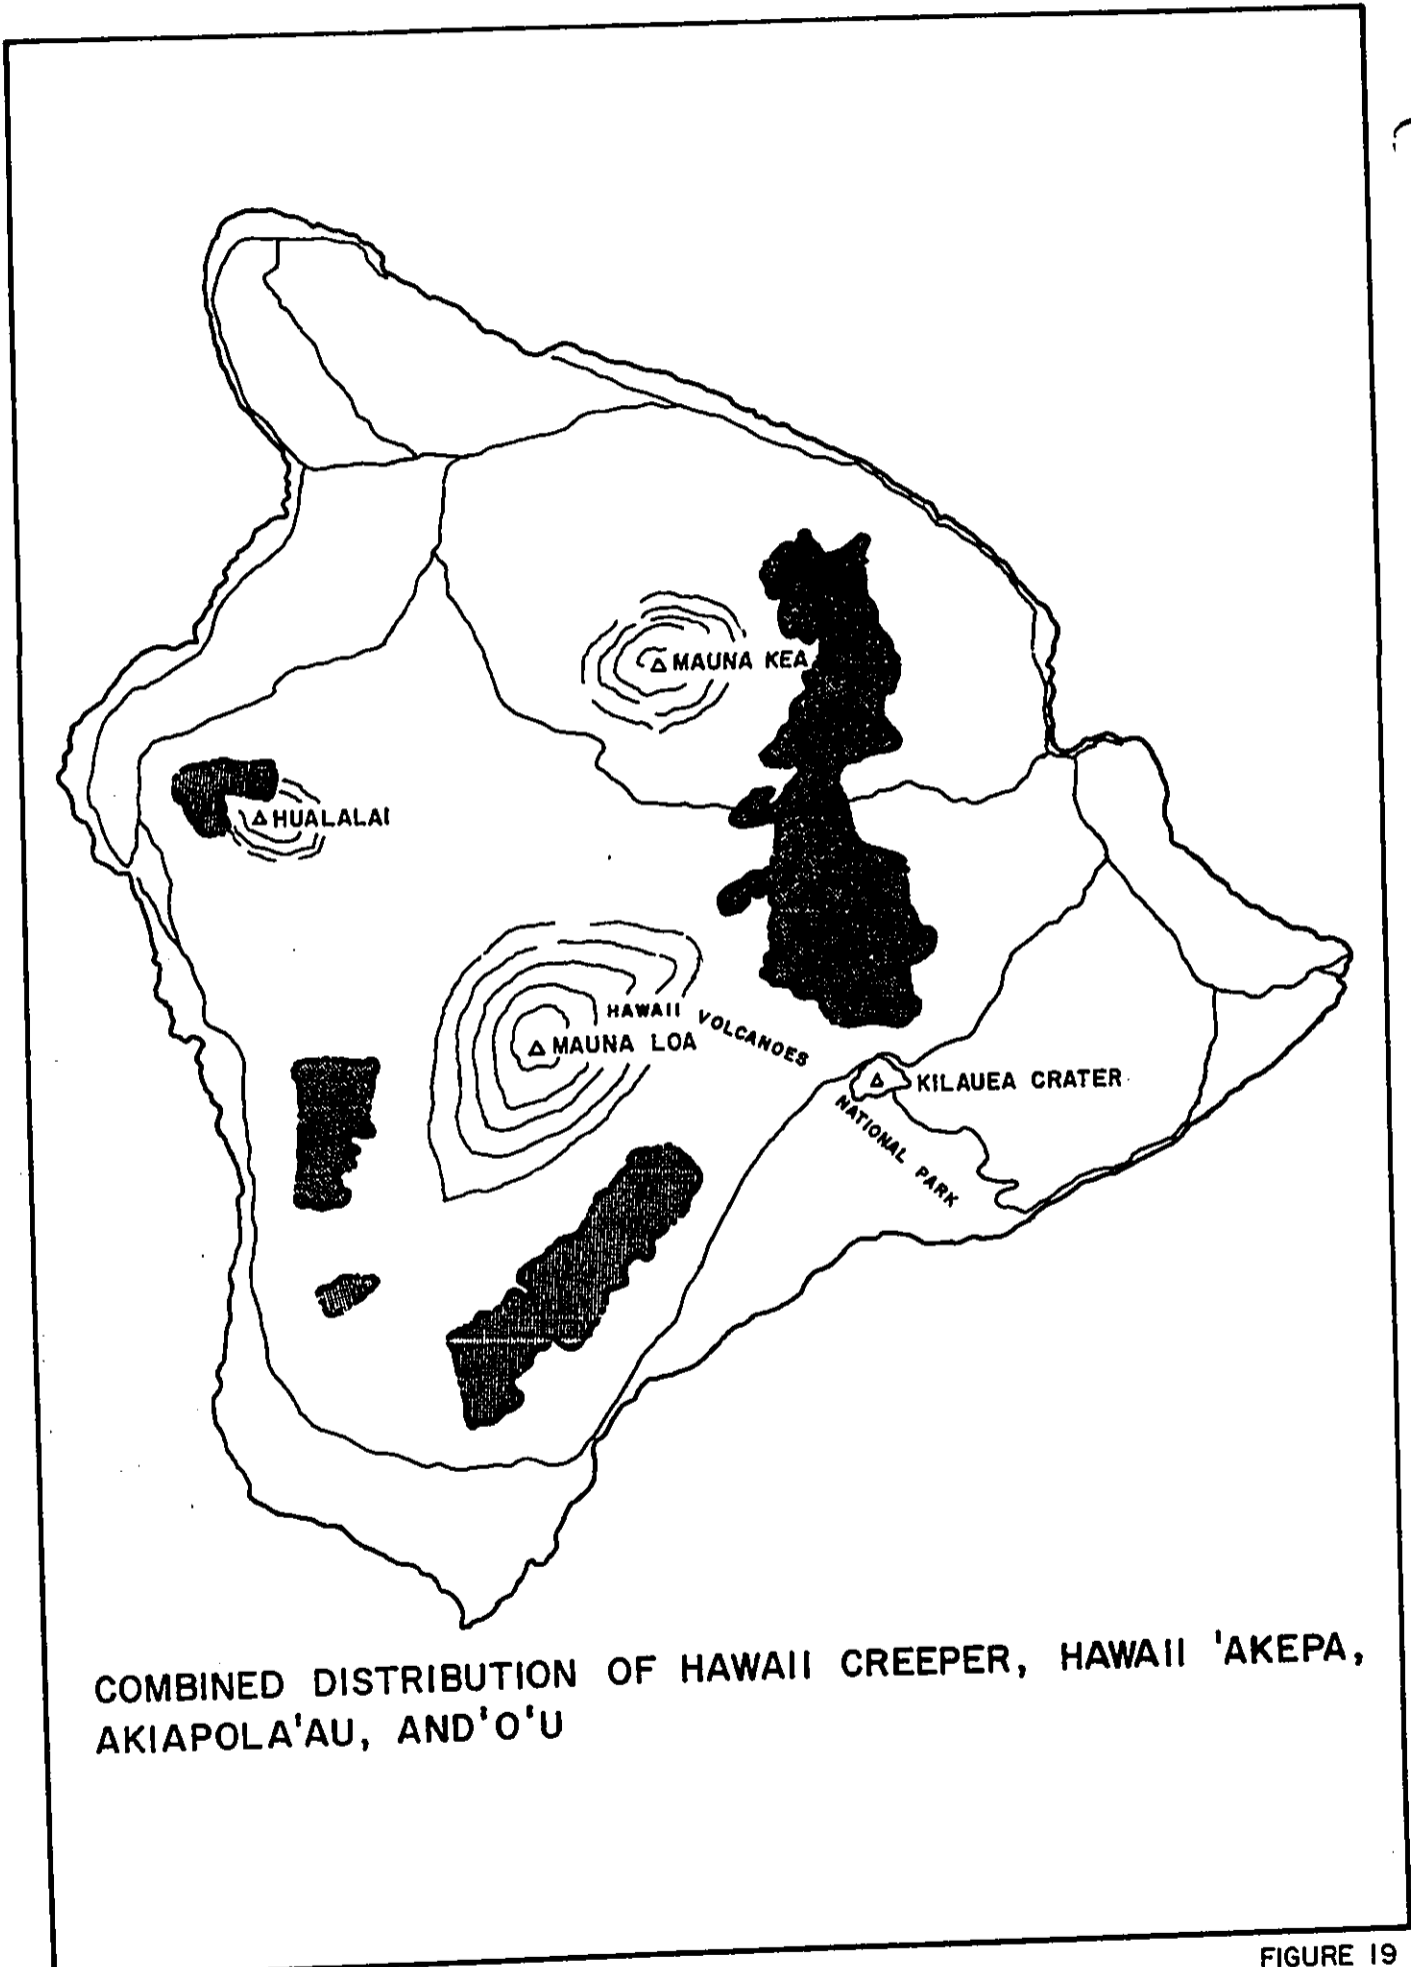 MAUNA KEA
HUALALAI
HAWAII VOLCANOES
MAUNA LOA
KILAUEA CRATER
NATIONAL PARK
COMBINED DISTRIBUTION OF HAWAII CREEPER, HAWAII 'AKEPA,
AKIAPOLA'AU, AND'O'U
FIGURE 19